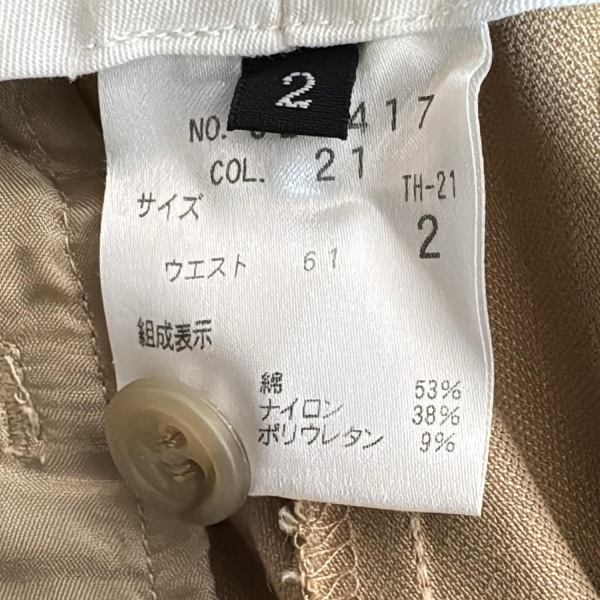 2
NO. 417
COL. 21
TH-21
サイズ 2
ウエスト 61
組成表示
綿 53%
ナイロン 38%
ポリウレタン 9%